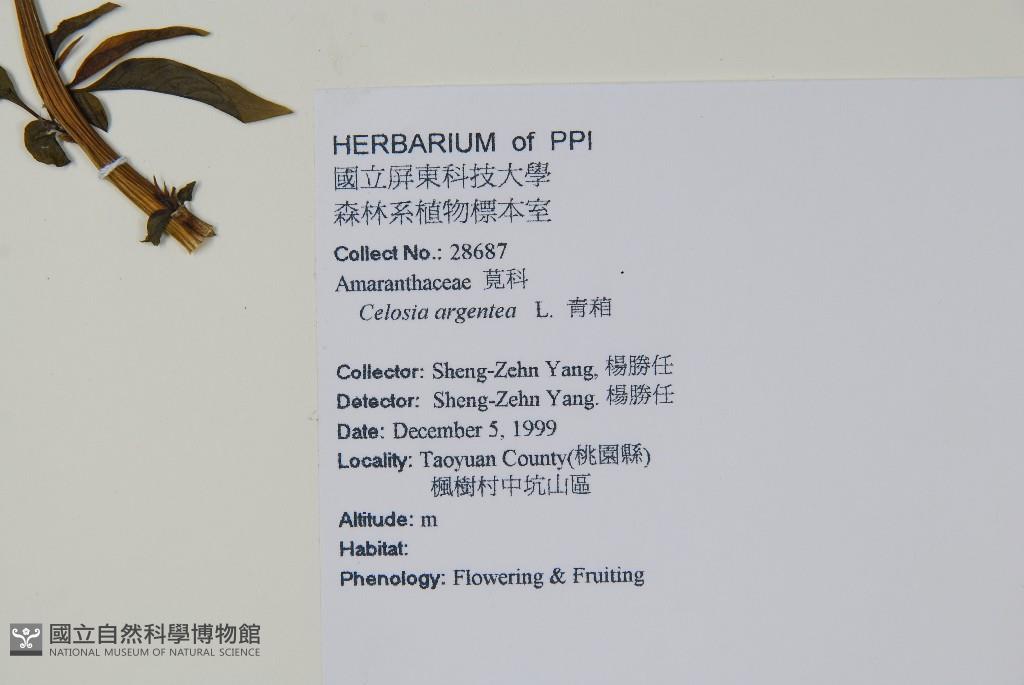 HERBARIUM of PPI
國立屏東科技大學
森林系植物標本室
Collect No.: 28687
Amaranthaceae 莧科
Celosia argentea L. 青葙
Collector: Sheng-Zehn Yang, 楊勝任
Detector: Sheng-Zehn Yang. 楊勝任
Date: December 5, 1999
Locality: Taoyuan County(桃園縣)
楓樹村中坑山區
Altitude: m
Habitat:
Phenology: Flowering & Fruiting
國立自然科學博物館
NATIONAL MUSEUM OF NATURAL SCIENCE